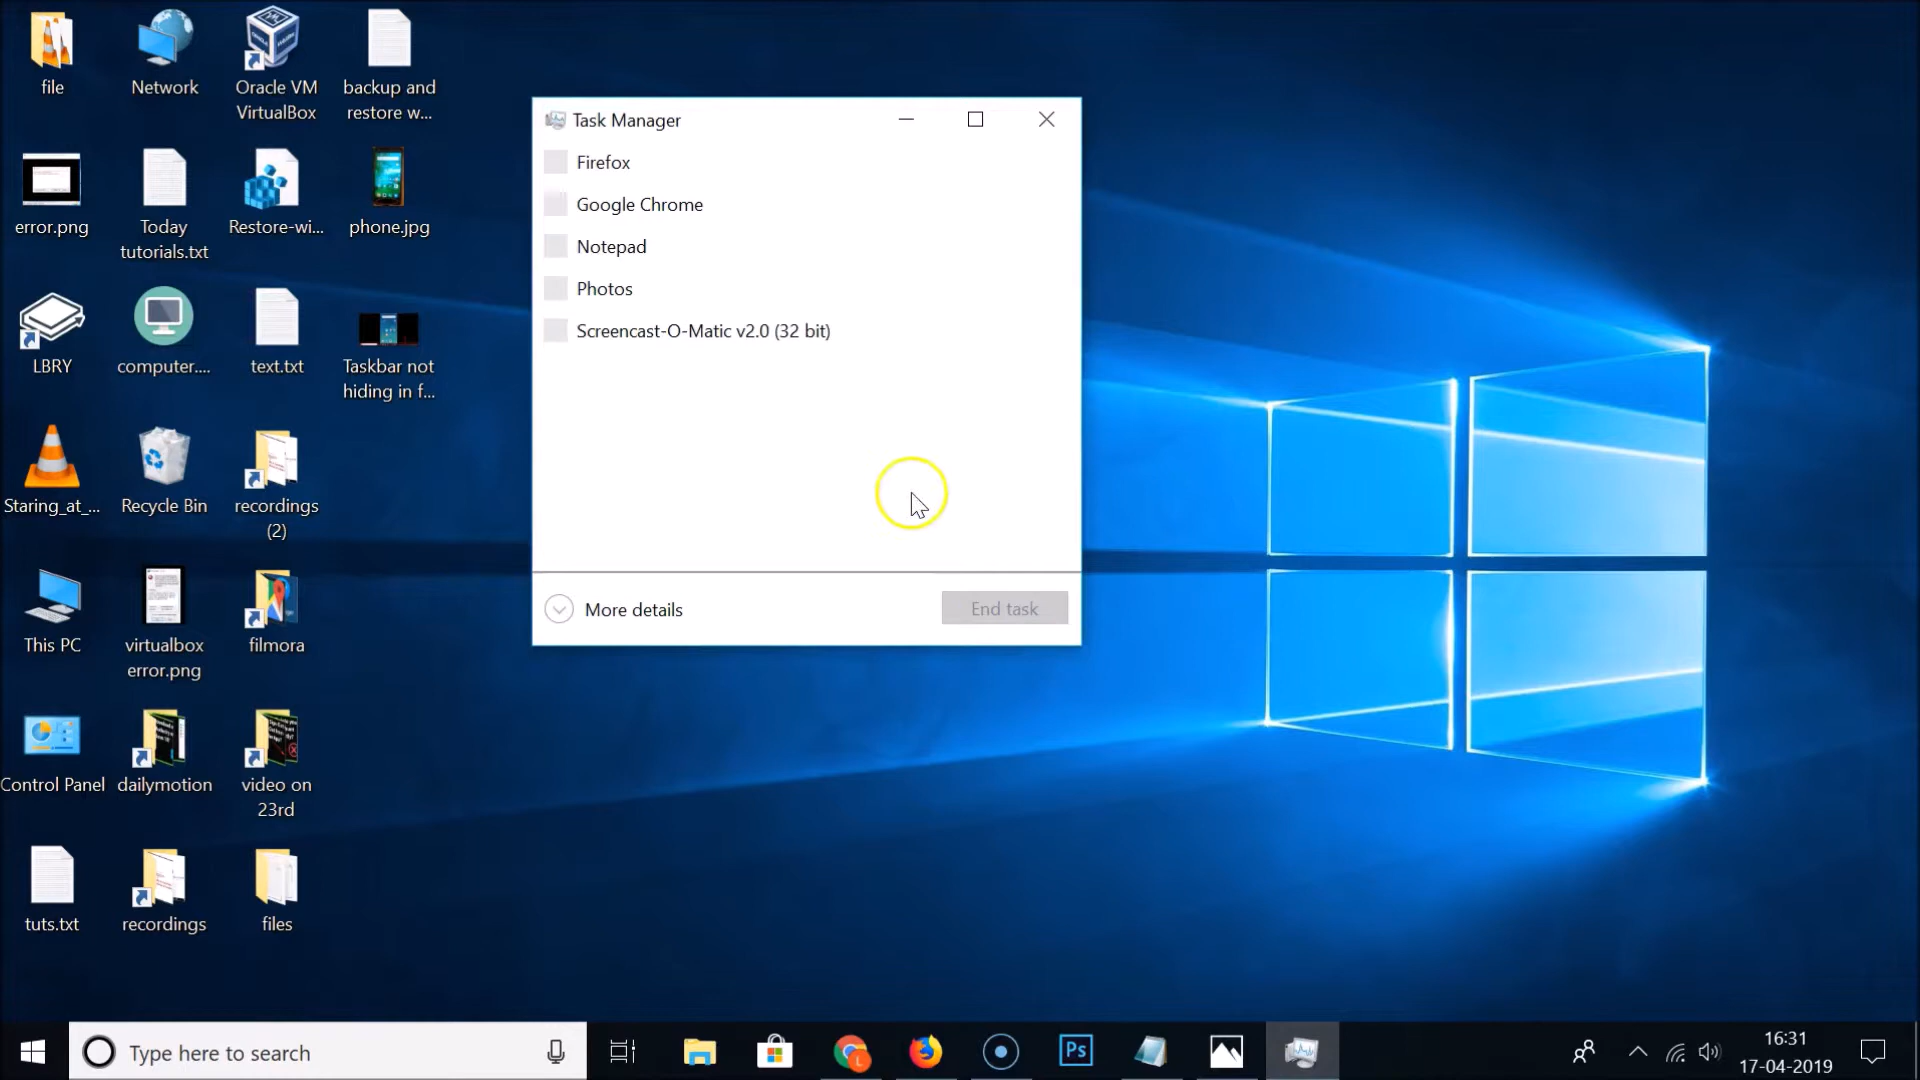 file
Network
Oracle VM
VirtualBox
backup and
restore w...
error.png
Today
tutorials.txt
Restore-wi...
phone.jpg
LBRY
computer....
text.txt
Taskbar not
hiding in f...
Staring_at_...
Recycle Bin
recordings
(2)
This PC
virtualbox
error.png
filmora
Control Panel
dailymotion
video on
23rd
tuts.txt
recordings
files
Task Manager
Firefox
Google Chrome
Notepad
Photos
Screencast-O-Matic v2.0 (32 bit)
More details
End task
Type here to search
Ps
16:31
17-04-2019